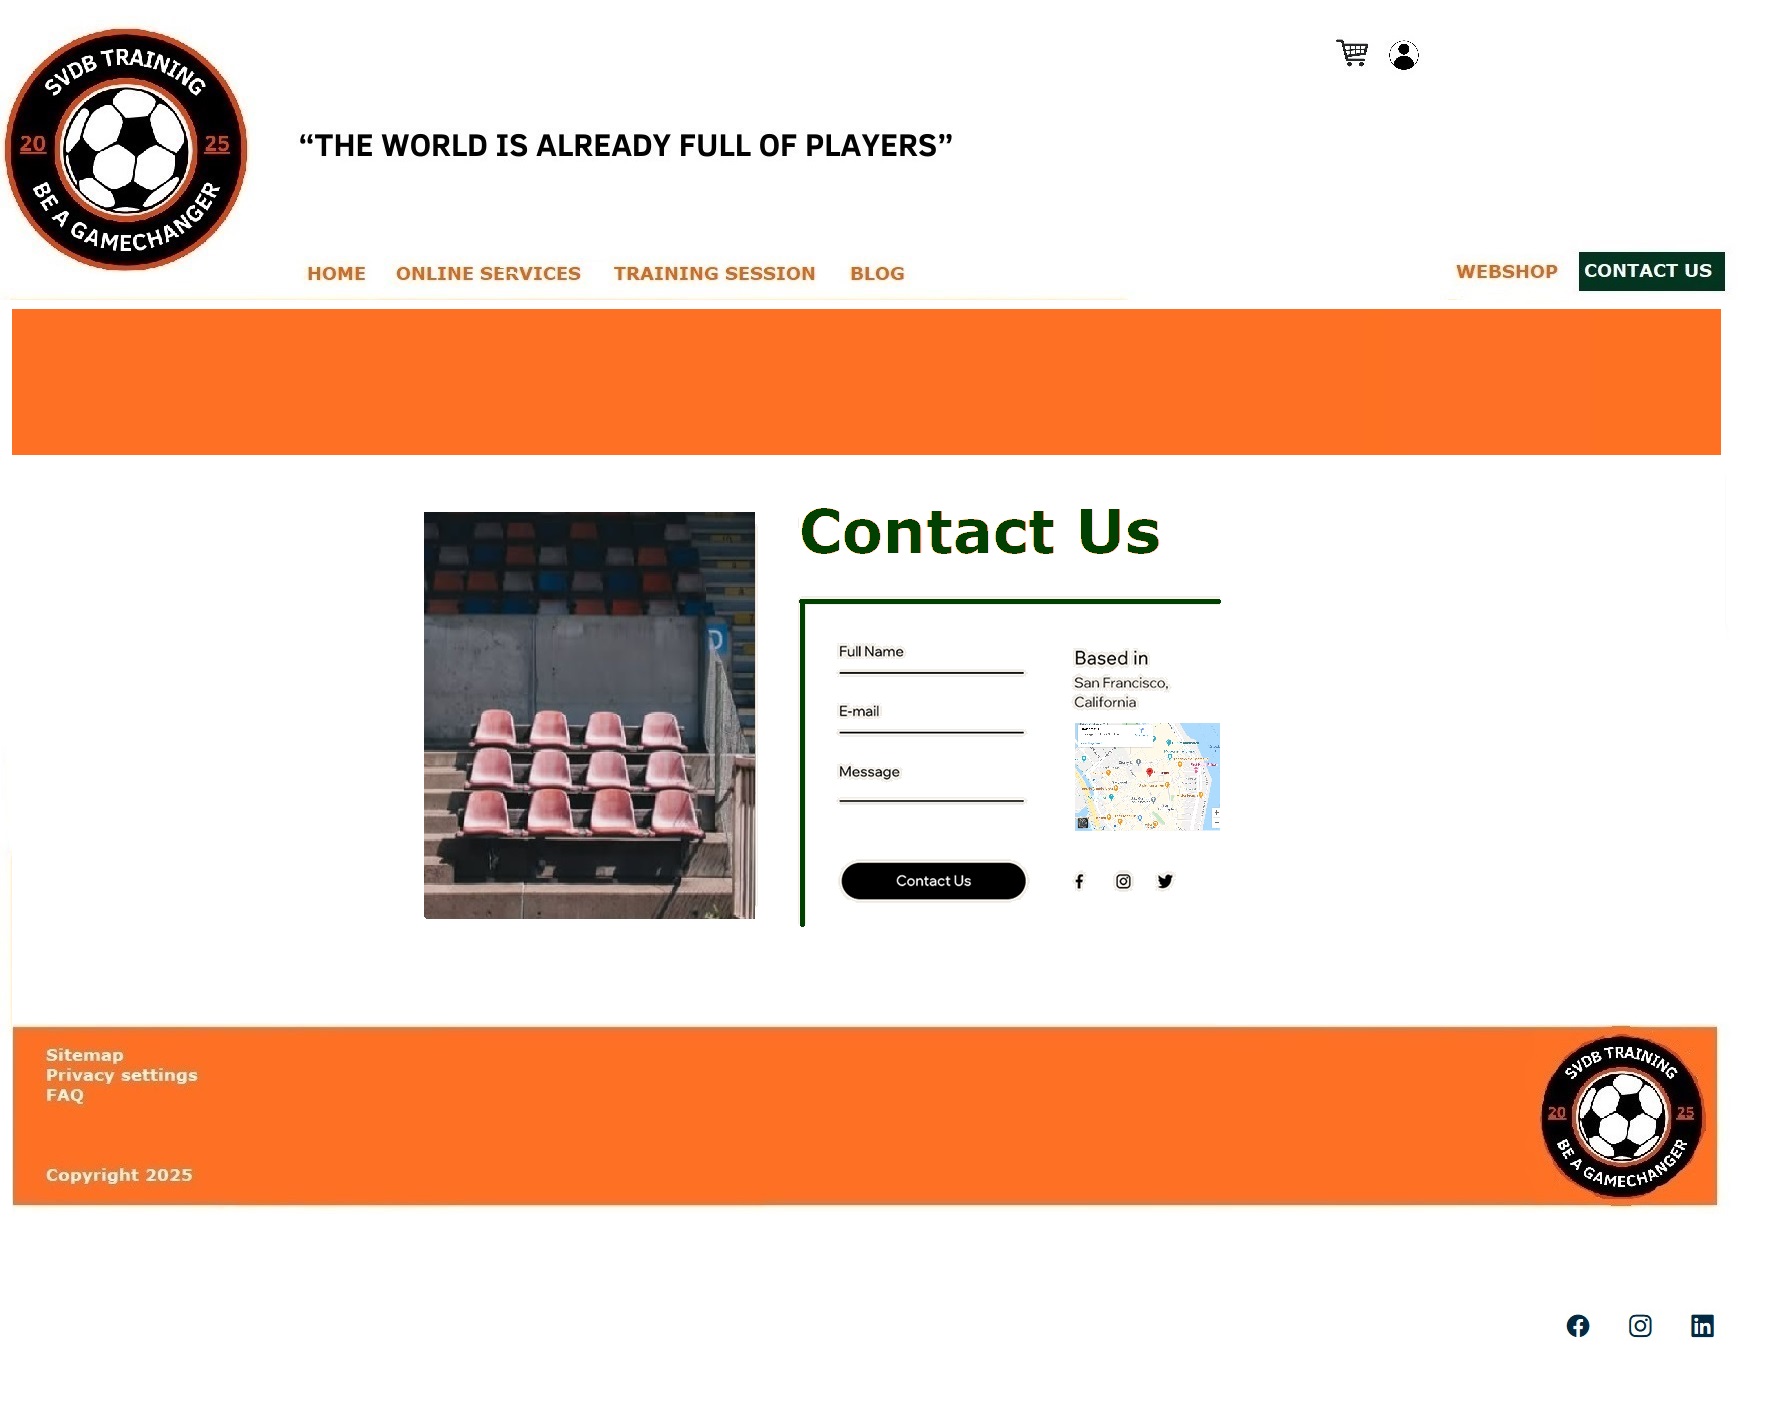 SVDB TRAINING
20 25
BE A GAMECHANGER
“THE WORLD IS ALREADY FULL OF PLAYERS”
HOME ONLINE SERVICES TRAINING SESSION BLOG WEBSHOP CONTACT US
Contact Us
D
Full Name
E-mail
Message
Contact Us
Based in
San Francisco,
California
Sitemap
Privacy settings
FAQ
Copyright 2025
SVDB TRAINING
20 25
BE A GAMECHANGER